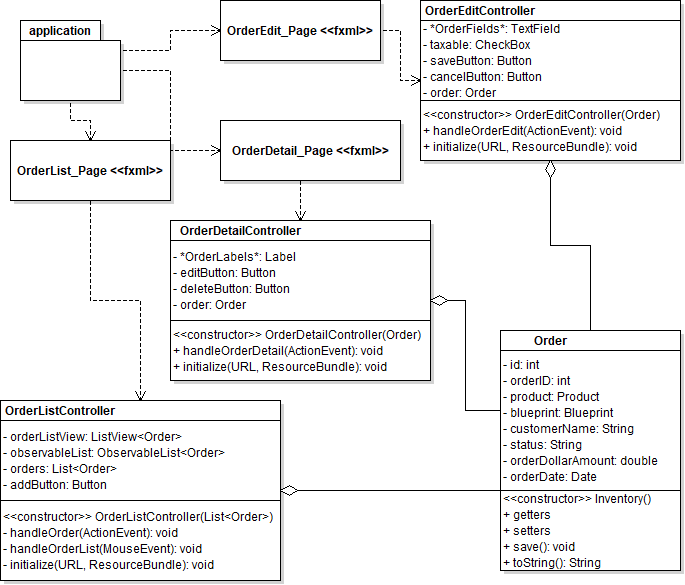 application
OrderEdit_Page <<fxml>>
OrderEditController
- *OrderFields*: TextField
- taxable: CheckBox
- saveButton: Button
- cancelButton: Button
- order: Order
<<constructor>> OrderEditController(Order)
+ handleOrderEdit(ActionEvent): void
+ initialize(URL, ResourceBundle): void
OrderList_Page <<fxml>>
OrderDetail_Page <<fxml>>
OrderDetailController
- *OrderLabels*: Label
- editButton: Button
- deleteButton: Button
- order: Order
<<constructor>> OrderDetailController(Order)
+ handleOrderDetail(ActionEvent): void
+ initialize(URL, ResourceBundle): void
Order
- id: int
- orderID: int
- product: Product
- blueprint: Blueprint
- customerName: String
- status: String
- orderDollarAmount: double
- orderDate: Date
<<constructor>> Inventory()
+ getters
+ setters
+ save(): void
+ toString(): String
OrderListController
- orderListView: ListView<Order>
- observableList: ObservableList<Order>
- orders: List<Order>
- addButton: Button
<<constructor>> OrderListController(List<Order>)
- handleOrder(ActionEvent): void
- handleOrderList(MouseEvent): void
- initialize(URL, ResourceBundle): void